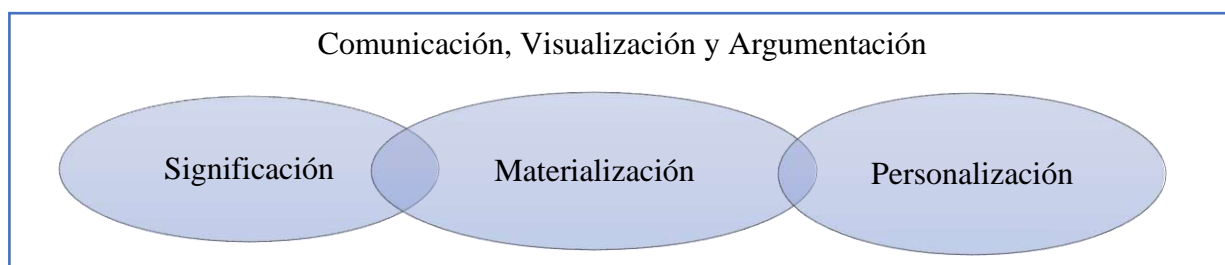 Comunicación, Visualización y Argumentación
Significación
Materialización
Personalización